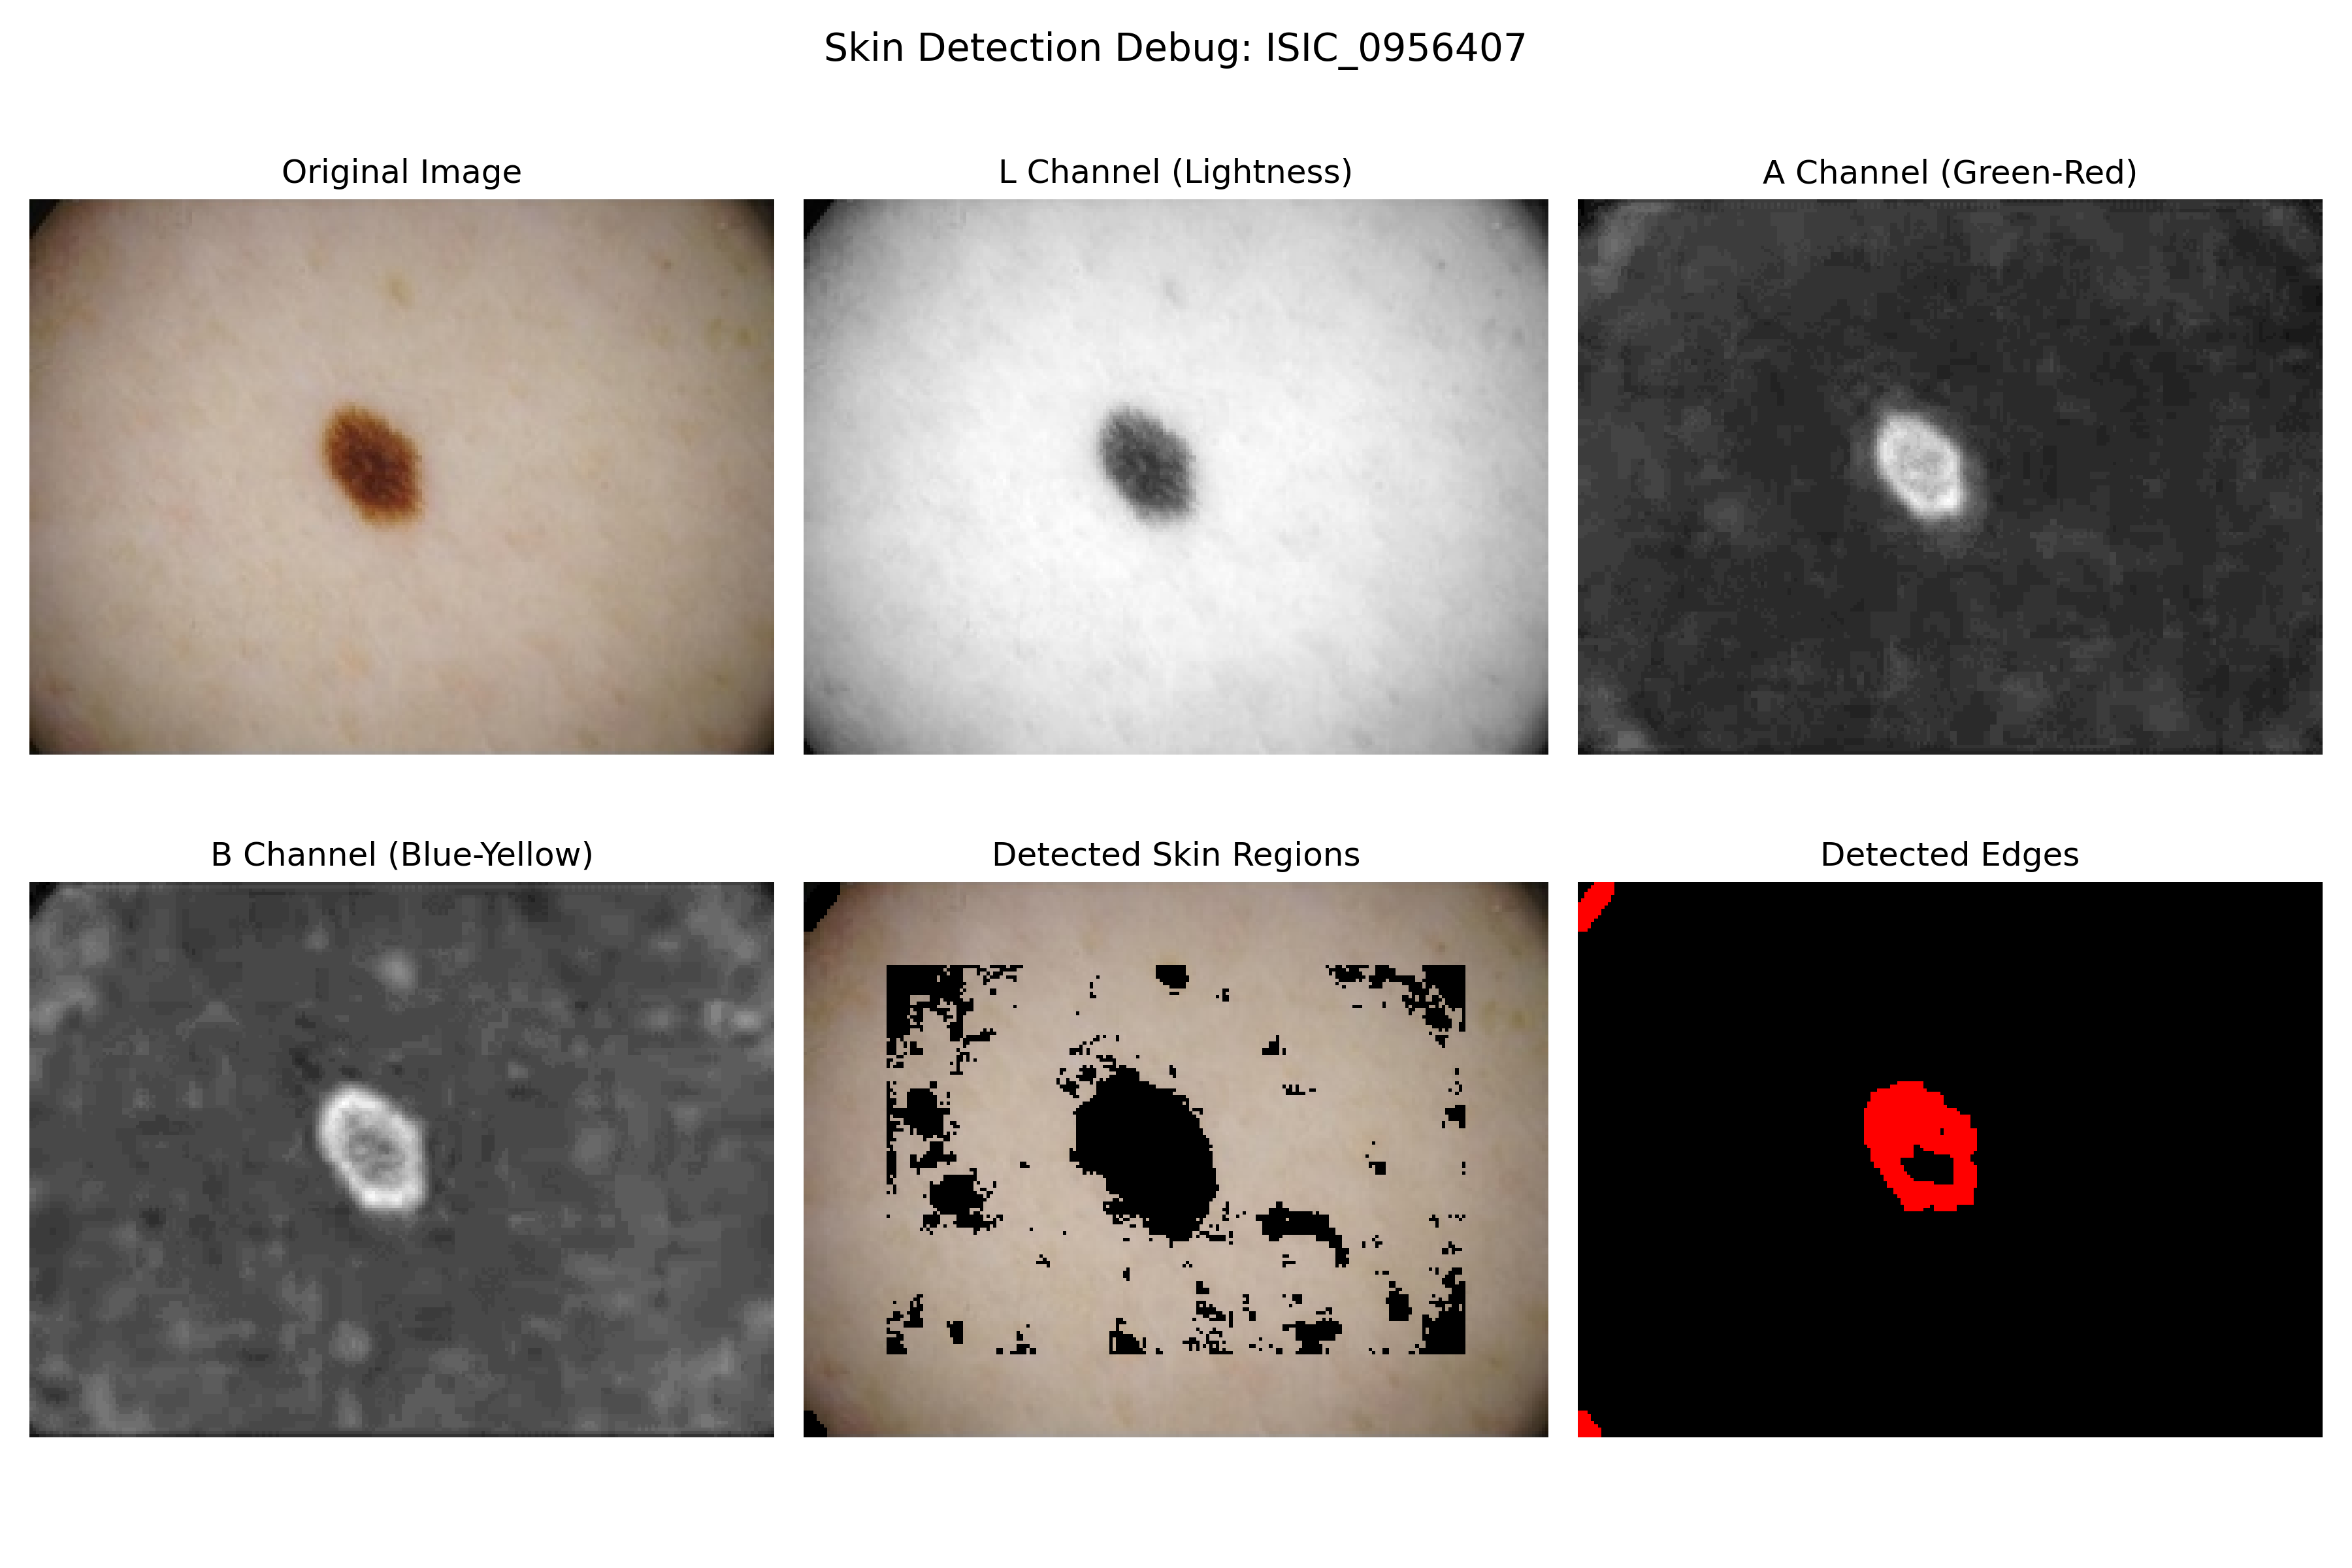 Skin Detection Debug: ISIC_0956407
Original Image
L Channel (Lightness)
A Channel (Green-Red)
B Channel (Blue-Yellow)
Detected Skin Regions
Detected Edges